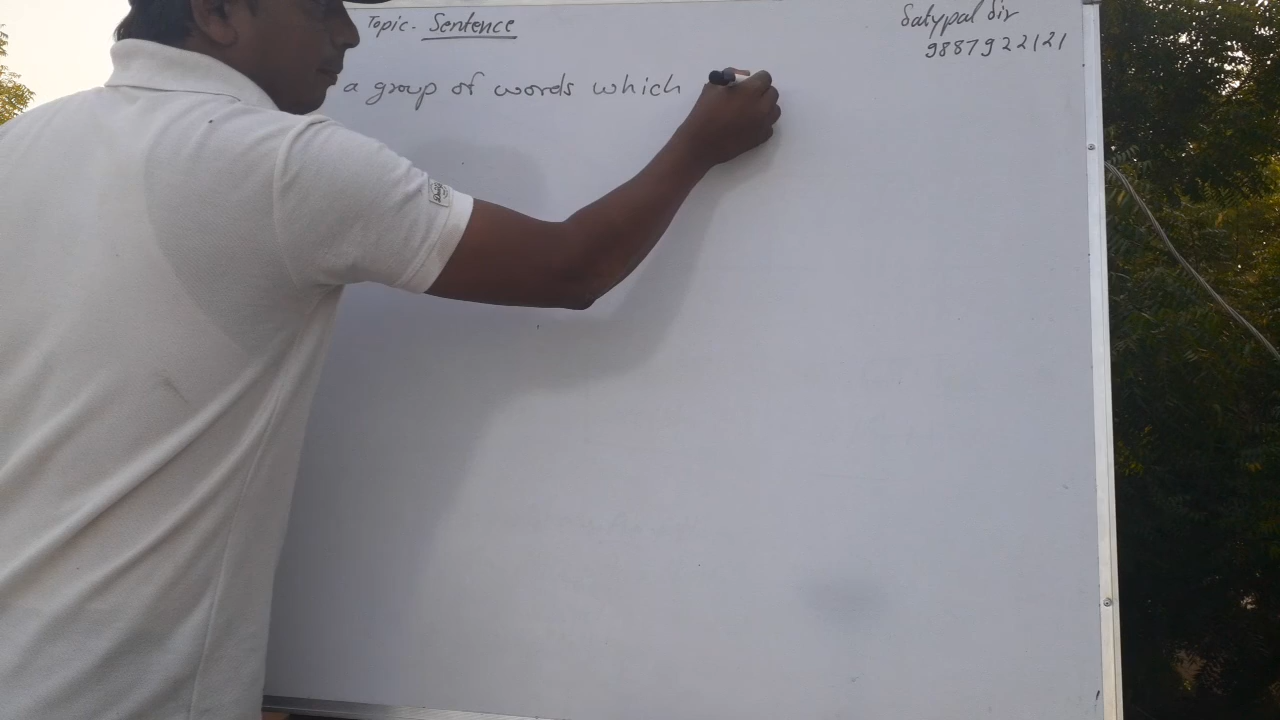 Topic- Sentence
Satypal Sir
9887922121
a group of words which